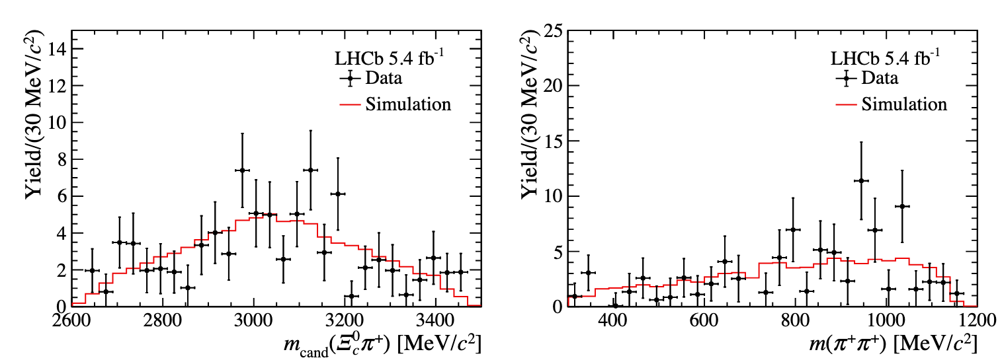 Yield/(30 MeV/c²)
14
12
10
8
6
4
2
0
LHCb 5.4 fb⁻¹
Data
Simulation
2600 2800 3000 3200 3400
m_cand(Ξ_c⁰π⁺) [MeV/c²]
Yield/(30 MeV/c²)
25
20
15
10
5
0
LHCb 5.4 fb⁻¹
Data
Simulation
400 600 800 1000 1200
m(π⁺π⁺) [MeV/c²]